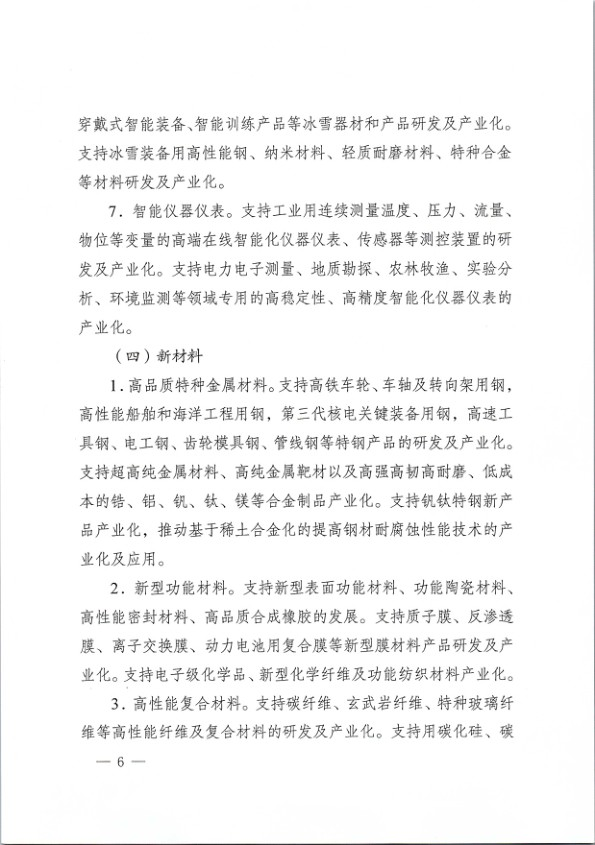 穿戴式智能装备、智能训练产品等冰雪器材和产品研发及产业化。
支持冰雪装备用高性能钢、纳米材料、轻质耐磨材料、特种合金
等材料研发及产业化。
7. 智能仪器仪表。支持工业用连续测量温度、压力、流量、
物位等变量的高端在线智能化仪器仪表、传感器等测控装置的研
发及产业化。支持电力电子测量、地质勘探、农林牧渔、实验分
析、环境监测等领域专用的高稳定性、高精度智能化仪器仪表的
产业化。
（四）新材料
1. 高品质特种金属材料。支持高铁车轮、车轴及转向架用钢，
高性能船舶和海洋工程用钢，第三代核电关键装备用钢，高速工
具钢、电工钢、齿轮模具钢、管线钢等特钢产品的研发及产业化。
支持超高纯金属材料、高纯金属靶材以及高强高韧高耐磨、低成
本的锆、铝、钒、钛、镁等合金制品产业化。支持钒钛特钢新产
品产业化，推动基于稀土合金化的提高钢材耐腐蚀性能技术的产
业化及应用。
2. 新型功能材料。支持新型表面功能材料、功能陶瓷材料、
高性能密封材料、高品质合成橡胶的发展。支持质子膜、反渗透
膜、离子交换膜、动力电池用复合膜等新型膜材料产品研发及产
业化。支持电子级化学品、新型化学纤维及功能纺织材料产业化。
3. 高性能复合材料。支持碳纤维、玄武岩纤维、特种玻璃纤
维等高性能纤维及复合材料的研发及产业化。支持用碳化硅、碳
— 6 —